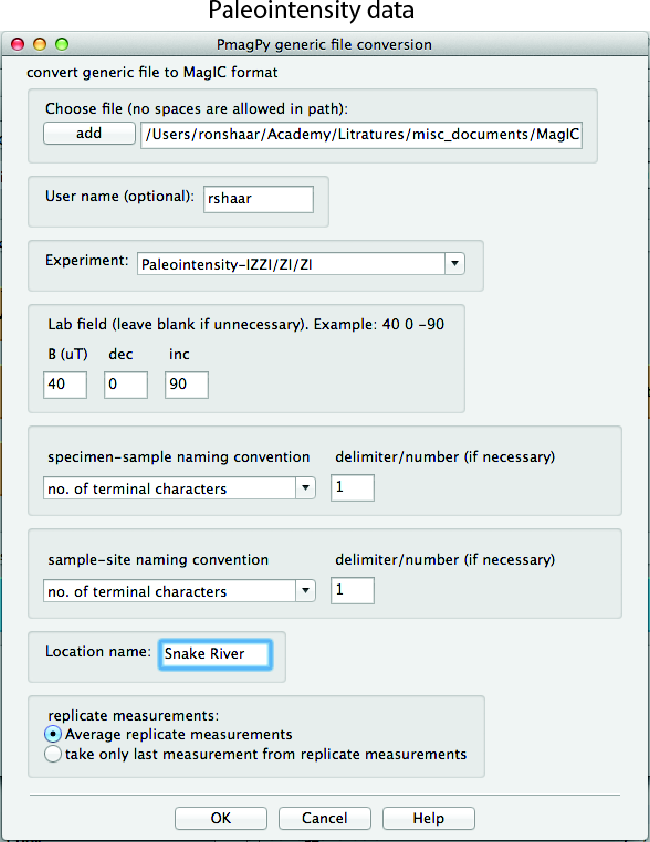 Paleointensity data
PmagPy generic file conversion
convert generic file to MagIC format
Choose file (no spaces are allowed in path):
add /Users/ronshaar/Academy/Litratures/misc_documents/MagIC
User name (optional): rshaar
Experiment: Paleointensity-IZZI/ZI/ZI
Lab field (leave blank if unnecessary). Example: 40 0 -90
B (uT) dec inc
40 0 90
specimen-sample naming convention delimiter/number (if necessary)
no. of terminal characters 1
sample-site naming convention delimiter/number (if necessary)
no. of terminal characters 1
Location name: Snake River
replicate measurements:
Average replicate measurements
take only last measurement from replicate measurements
OK Cancel Help